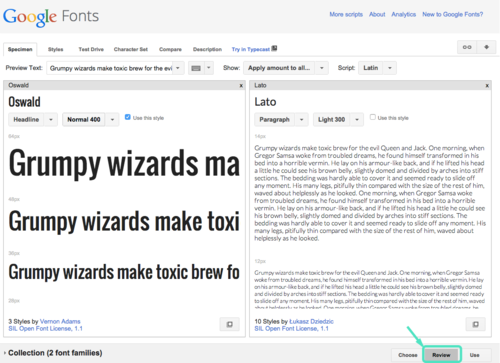 Google Fonts
More scripts About Analytics New to Google Fonts?
Specimen Styles Test Drive Character Set Compare Description Try in Typecast
Preview Text: Grumpy wizards make toxic brew for the evi Show: Apply amount to all... Script: Latin
Oswald x
Oswald
Headline Normal 400 Use this style
64px
Grumpy wizards ma
48px
Grumpy wizards make toxi
36px
Grumpy wizards make toxic brew fo
28px
3 Styles by Vernon Adams
SIL Open Font License, 1.1
Lato x
Lato
Paragraph Light 300 Use this style
14px
Grumpy wizards make toxic brew for the evil Queen and Jack. One morning, when
Gregor Samsa woke from troubled dreams, he found himself transformed in his
bed into a horrible vermin. He lay on his armour-like back, and if he lifted his head
a little he could see his brown belly, slightly domed and divided by arches into stiff
sections. The bedding was hardly able to cover it and seemed ready to slide off
any moment. His many legs, pitifully thin compared with the size of the rest of him,
waved about helplessly as he looked. One morning, when Gregor Samsa woke
from troubled dreams, he found himself transformed in his bed into a horrible
vermin. He lay on his armour-like back, and if he lifted his head a little he could see
his brown belly, slightly domed and divided by arches into stiff sections. The
bedding was hardly able to cover it and seemed ready to slide off any moment. His
many legs, pitifully thin compared with the size of the rest of him, waved about
helplessly as he looked.
12px
Grumpy wizards make toxic brew for the evil Queen and Jack. One morning, when Gregor Samsa
woke from troubled dreams, he found himself transformed in his bed into a horrible vermin. He lay
on his armour-like back, and if he lifted his head a little he could see his brown belly, slightly domed
and divided by arches into stiff sections. The bedding was hardly able to cover it and seemed ready
to slide off any moment. His many legs, pitifully thin compared with the size of the rest of him, waved
10 Styles by Łukasz Dziedzic
SIL Open Font License, 1.1
Collection (2 font families) Choose Review Use